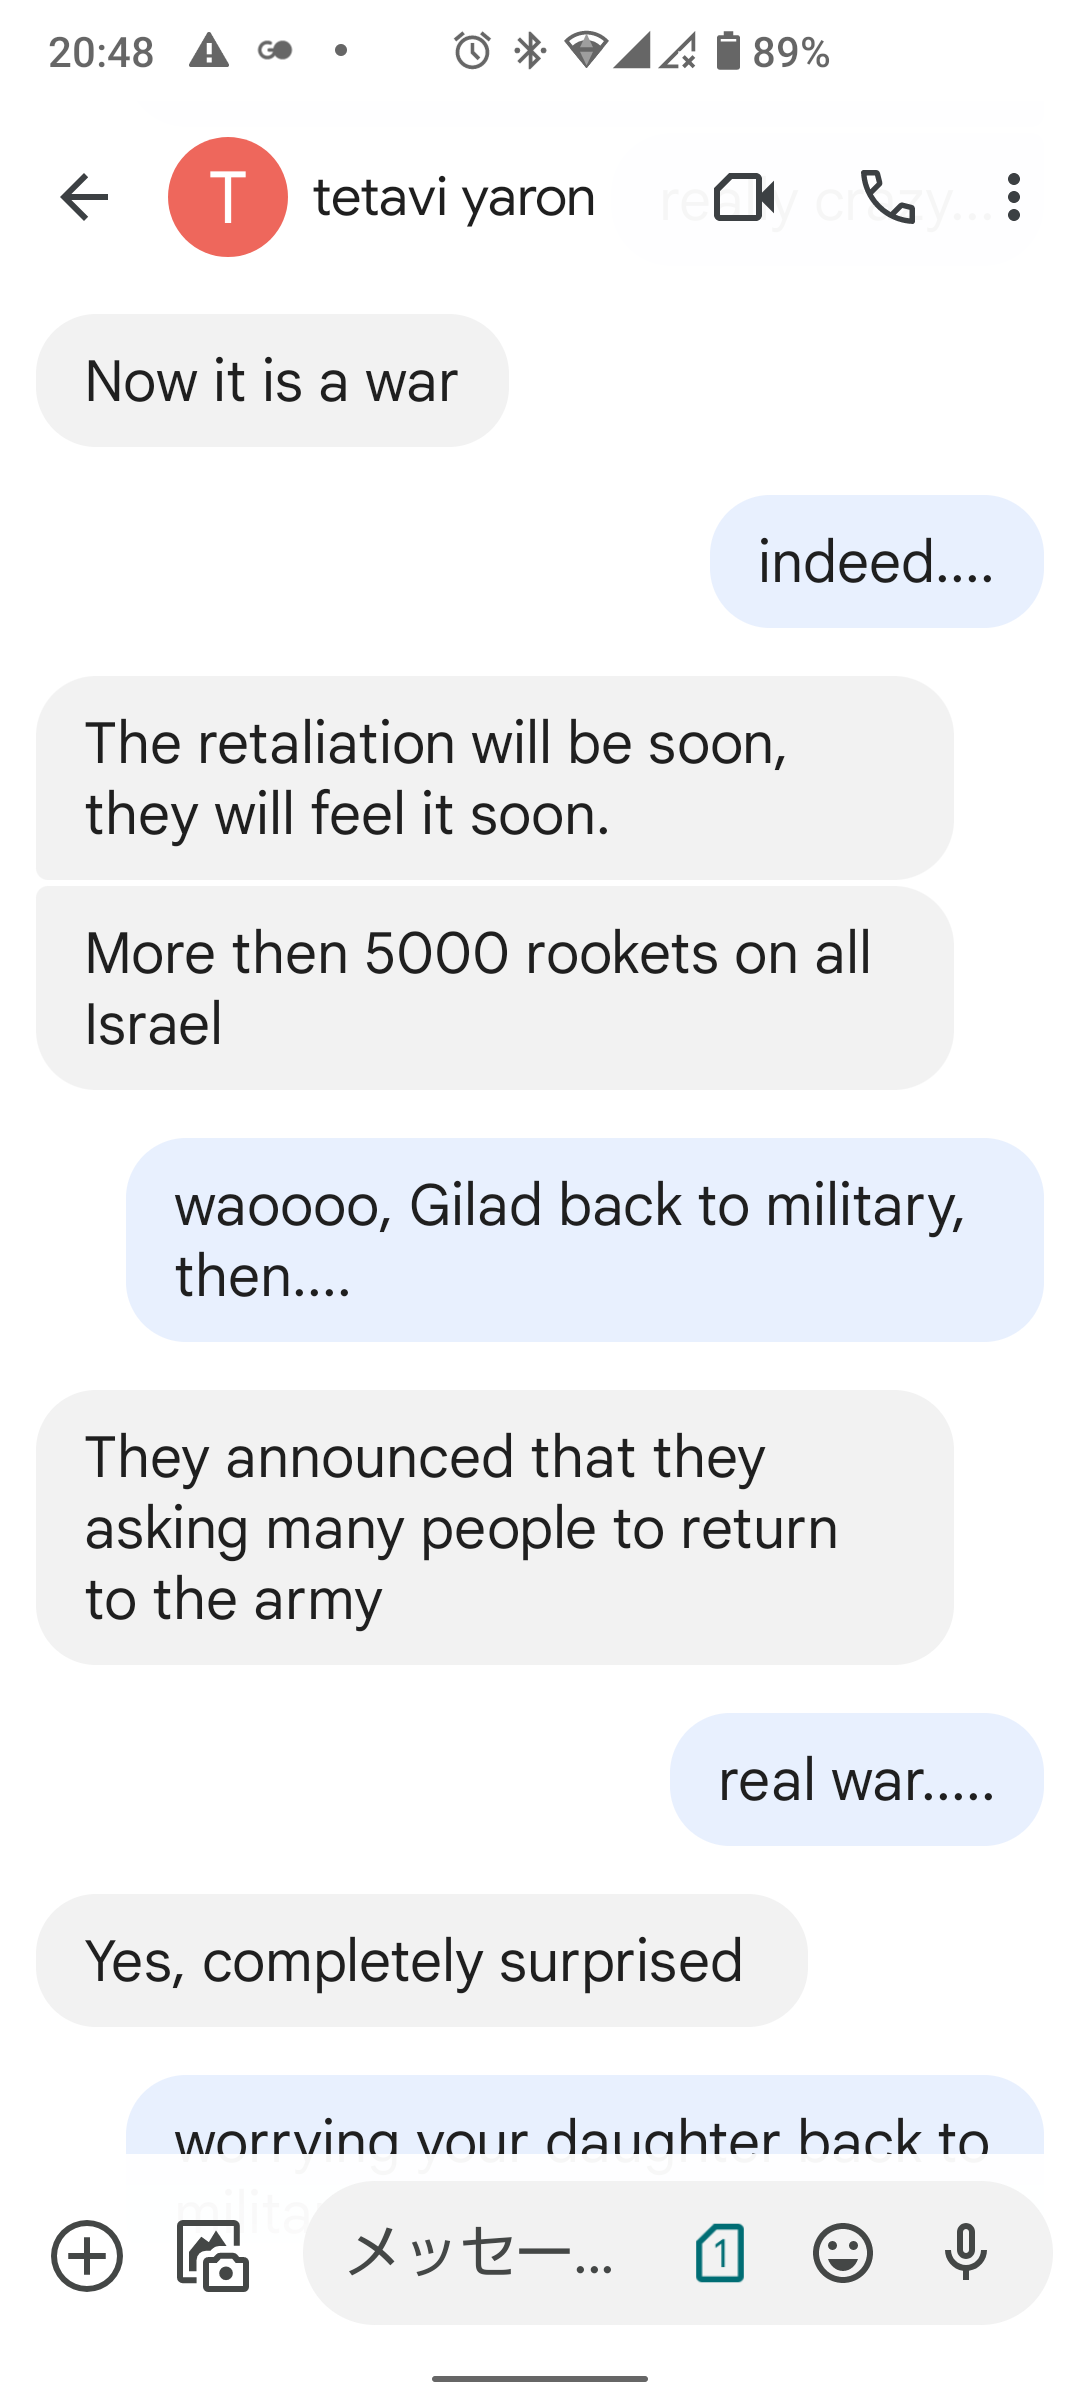 20:48
89%
T
tetavi yaron
really crazy...
Now it is a war
indeed....
The retaliation will be soon,
they will feel it soon.
More then 5000 rookets on all
Israel
waoooo, Gilad back to military,
then....
They announced that they
asking many people to return
to the army
real war.....
Yes, completely surprised
worrying your daughter back to
メッセー...
1